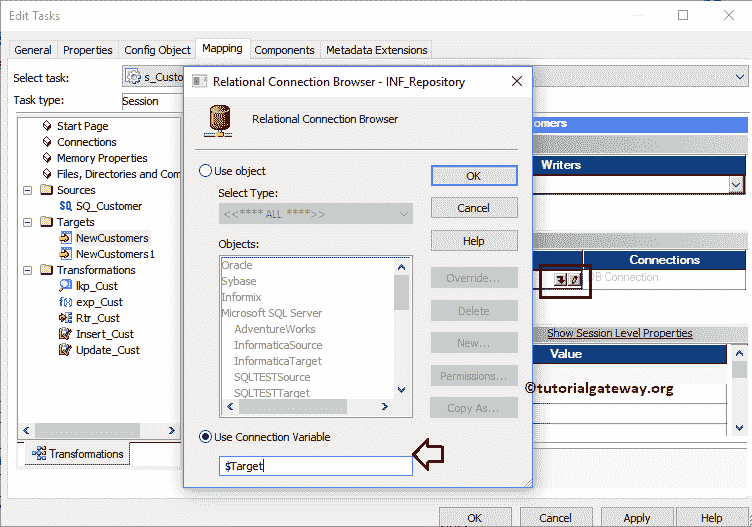 Edit Tasks
General Properties Config Object Mapping Components Metadata Extensions
Select task: s_Custo
Task type: Session
Start Page
Connections
Memory Properties
Files, Directories and Com
Sources
SQ_Customer
Targets
NewCustomers
NewCustomers1
Transformations
lkp_Cust
f(x) exp_Cust
Rtr_Cust
Insert_Cust
Update_Cust
Transformations
Relational Connection Browser - INF_Repository
Relational Connection Browser
Use object
Select Type:
<<**** ALL ****>>
Objects:
Oracle
Sybase
Informix
Microsoft SQL Server
AdventureWorks
InformaticaSource
InformaticaTarget
SQLTESTSource
SQLTESTTarget
Use Connection Variable
$Target
OK
Cancel
Help
Override...
Delete
New...
Permissions...
Copy As...
omers
Writers
Connections
DB Connection
Show Session Level Properties
Value
©tutorialgateway.org
OK Cancel Apply Help